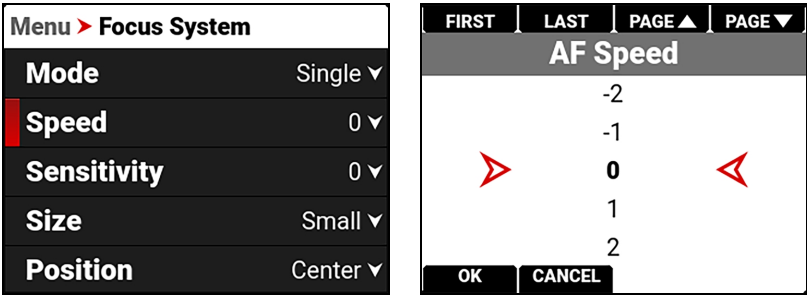 Menu > Focus System
Mode Single
Speed 0
Sensitivity 0
Size Small
Position Center
FIRST LAST PAGE▲ PAGE▼
AF Speed
-2
-1
0
1
2
OK CANCEL